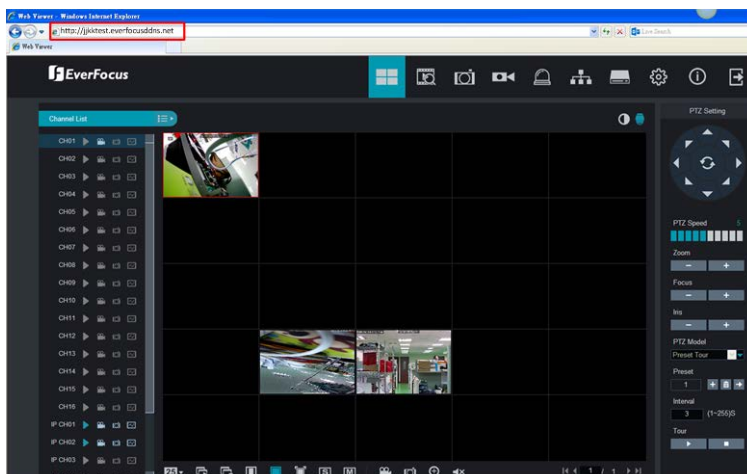 Web Viewer - Windows Internet Explorer
http://jjkktest.everfocusddns.net
Live Search
Web Viewer
EverFocus
Channel List
CH01
CH02
CH03
CH04
CH05
CH06
CH07
CH08
CH09
CH10
CH11
CH12
CH13
CH14
CH15
CH16
IP CH01
IP CH02
IP CH03
PTZ Setting
PTZ Speed 5
Zoom
- +
Focus
- +
Iris
- +
PTZ Model
Preset Tour
Preset
1
Interval
3 (1~255)S
Tour
25
S M
1 / 1